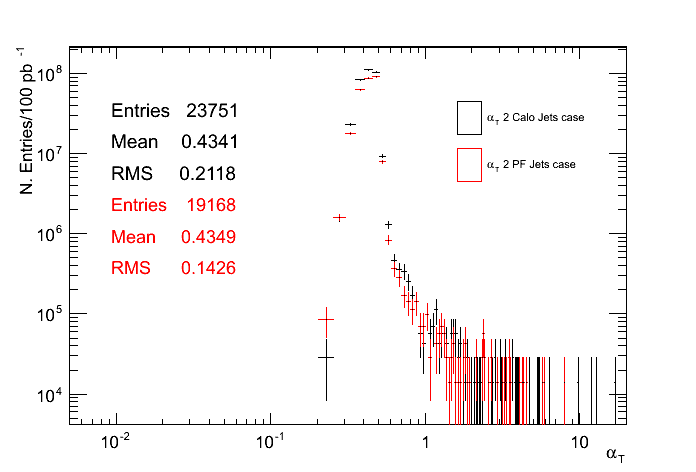 N. Entries/100 pb⁻¹
10⁸
10⁷
10⁶
10⁵
10⁴
Entries 23751
Mean 0.4341
RMS 0.2118
Entries 19168
Mean 0.4349
RMS 0.1426
α_T 2 Calo Jets case
α_T 2 PF Jets case
10⁻² 10⁻¹ 1 10
α_T